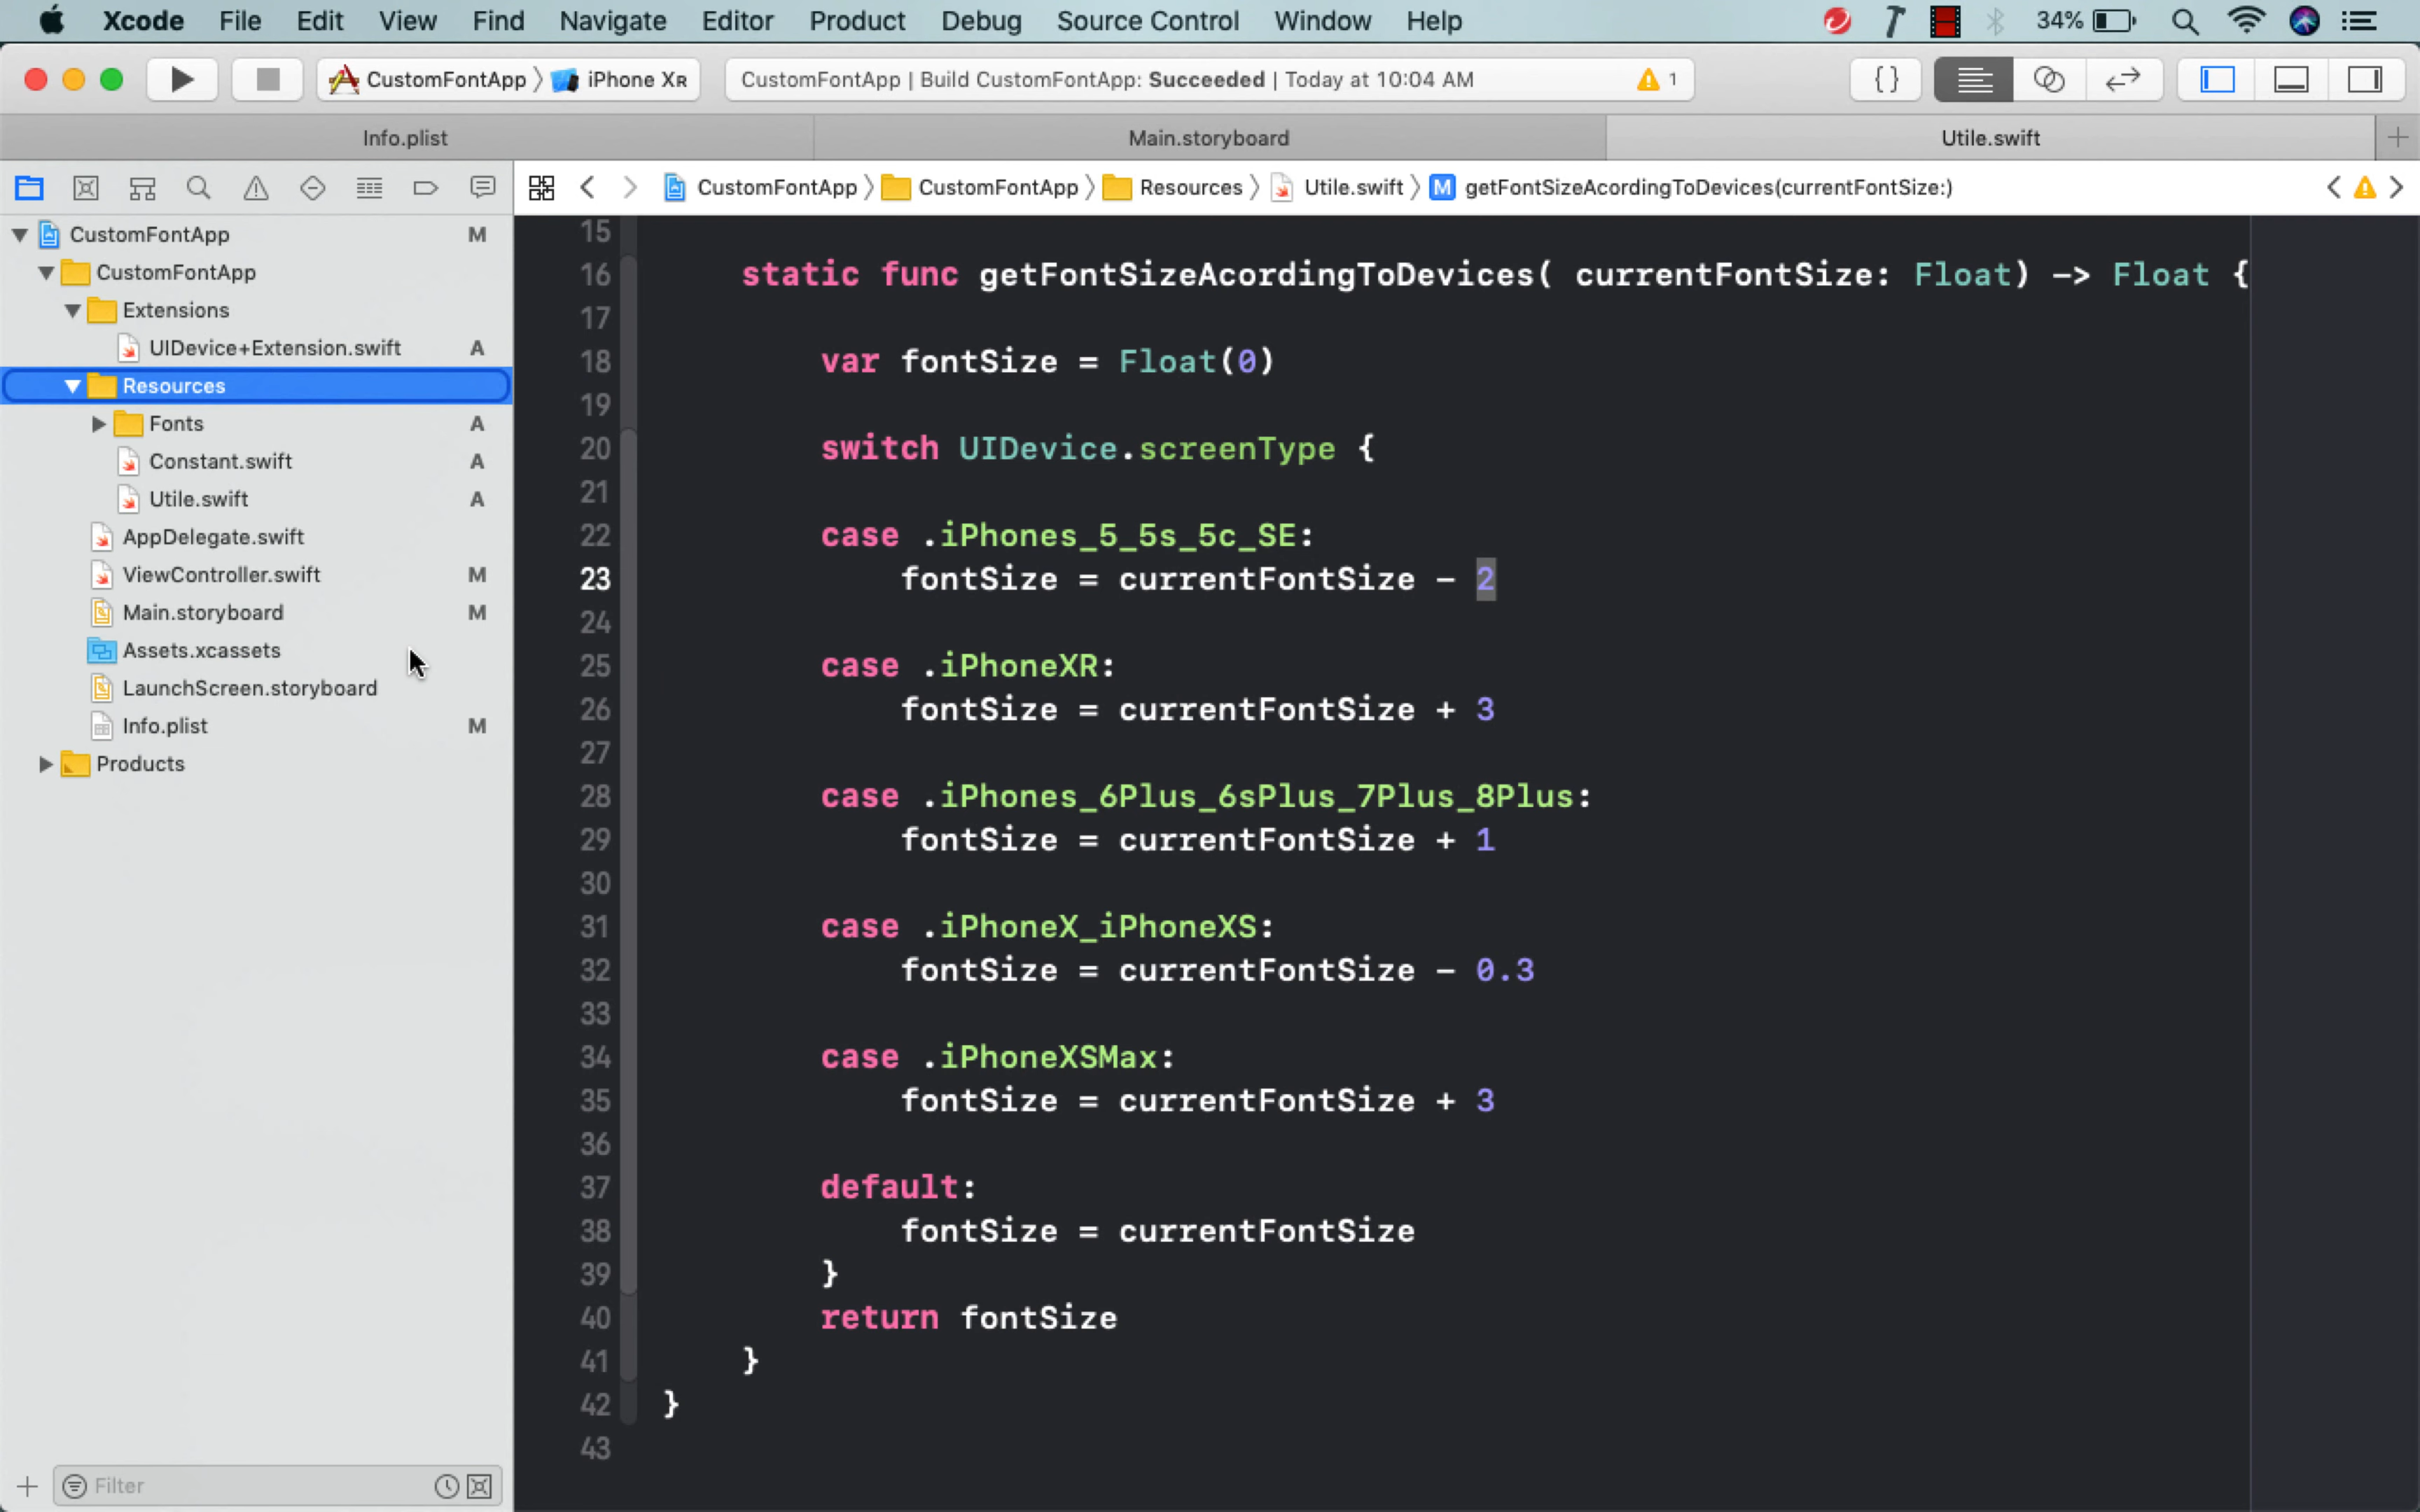 Xcode File Edit View Find Navigate Editor Product Debug Source Control Window Help 34%
CustomFontApp 〉 iPhone XR
CustomFontApp | Build CustomFontApp: Succeeded | Today at 10:04 AM 1
{}
Info.plist Main.storyboard Utile.swift
CustomFontApp 〉 CustomFontApp 〉 Resources 〉 Utile.swift 〉 M getFontSizeAcordingToDevices(currentFontSize:)
CustomFontApp M
CustomFontApp
Extensions
UIDevice+Extension.swift A
Resources
Fonts A
Constant.swift A
Utile.swift A
AppDelegate.swift
ViewController.swift M
Main.storyboard M
Assets.xcassets
LaunchScreen.storyboard
Info.plist M
Products
Filter
15
16 static func getFontSizeAcordingToDevices( currentFontSize: Float) -> Float {
17
18 var fontSize = Float(0)
19
20 switch UIDevice.screenType {
21
22 case .iPhones_5_5s_5c_SE:
23 fontSize = currentFontSize - 2
24
25 case .iPhoneXR:
26 fontSize = currentFontSize + 3
27
28 case .iPhones_6Plus_6sPlus_7Plus_8Plus:
29 fontSize = currentFontSize + 1
30
31 case .iPhoneX_iPhoneXS:
32 fontSize = currentFontSize - 0.3
33
34 case .iPhoneXSMax:
35 fontSize = currentFontSize + 3
36
37 default:
38 fontSize = currentFontSize
39 }
40 return fontSize
41 }
42 }
43